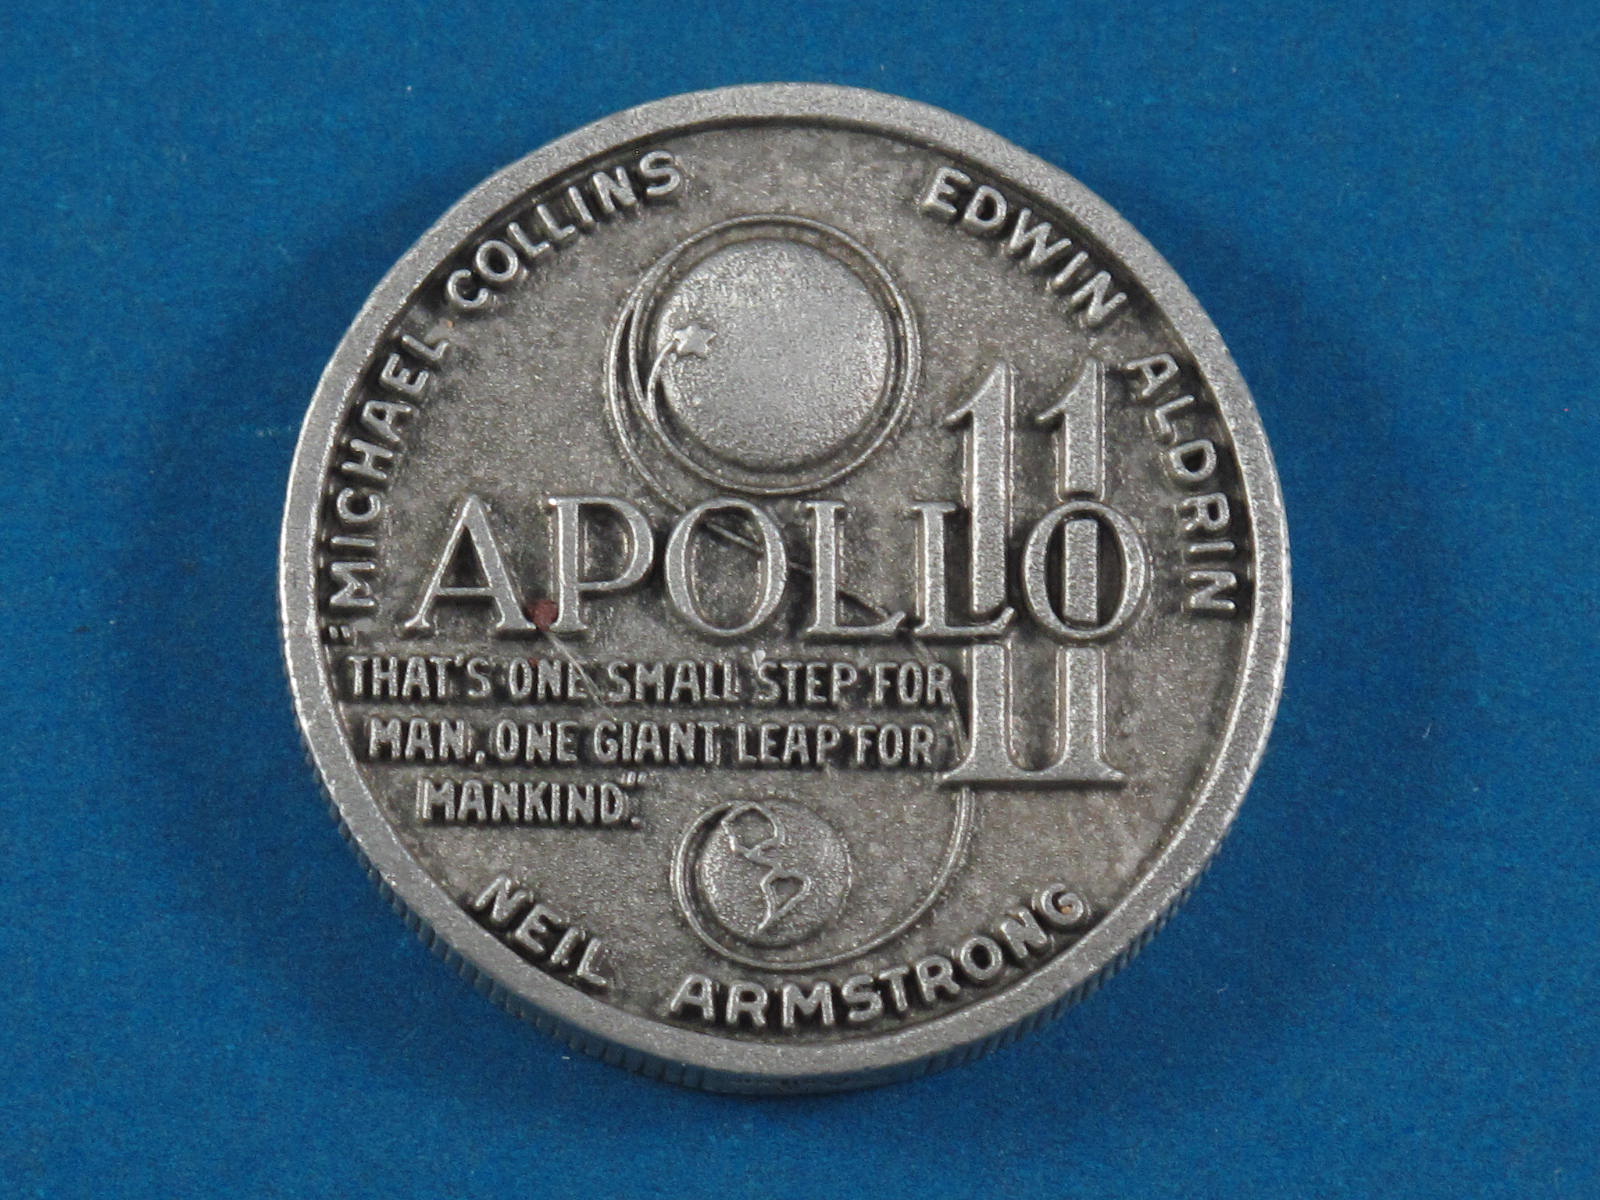 MICHAEL COLLINS
EDWIN ALDRIN
11
APOLLO
"THAT'S ONE SMALL STEP FOR
MAN, ONE GIANT LEAP FOR
MANKIND."
NEIL ARMSTRONG